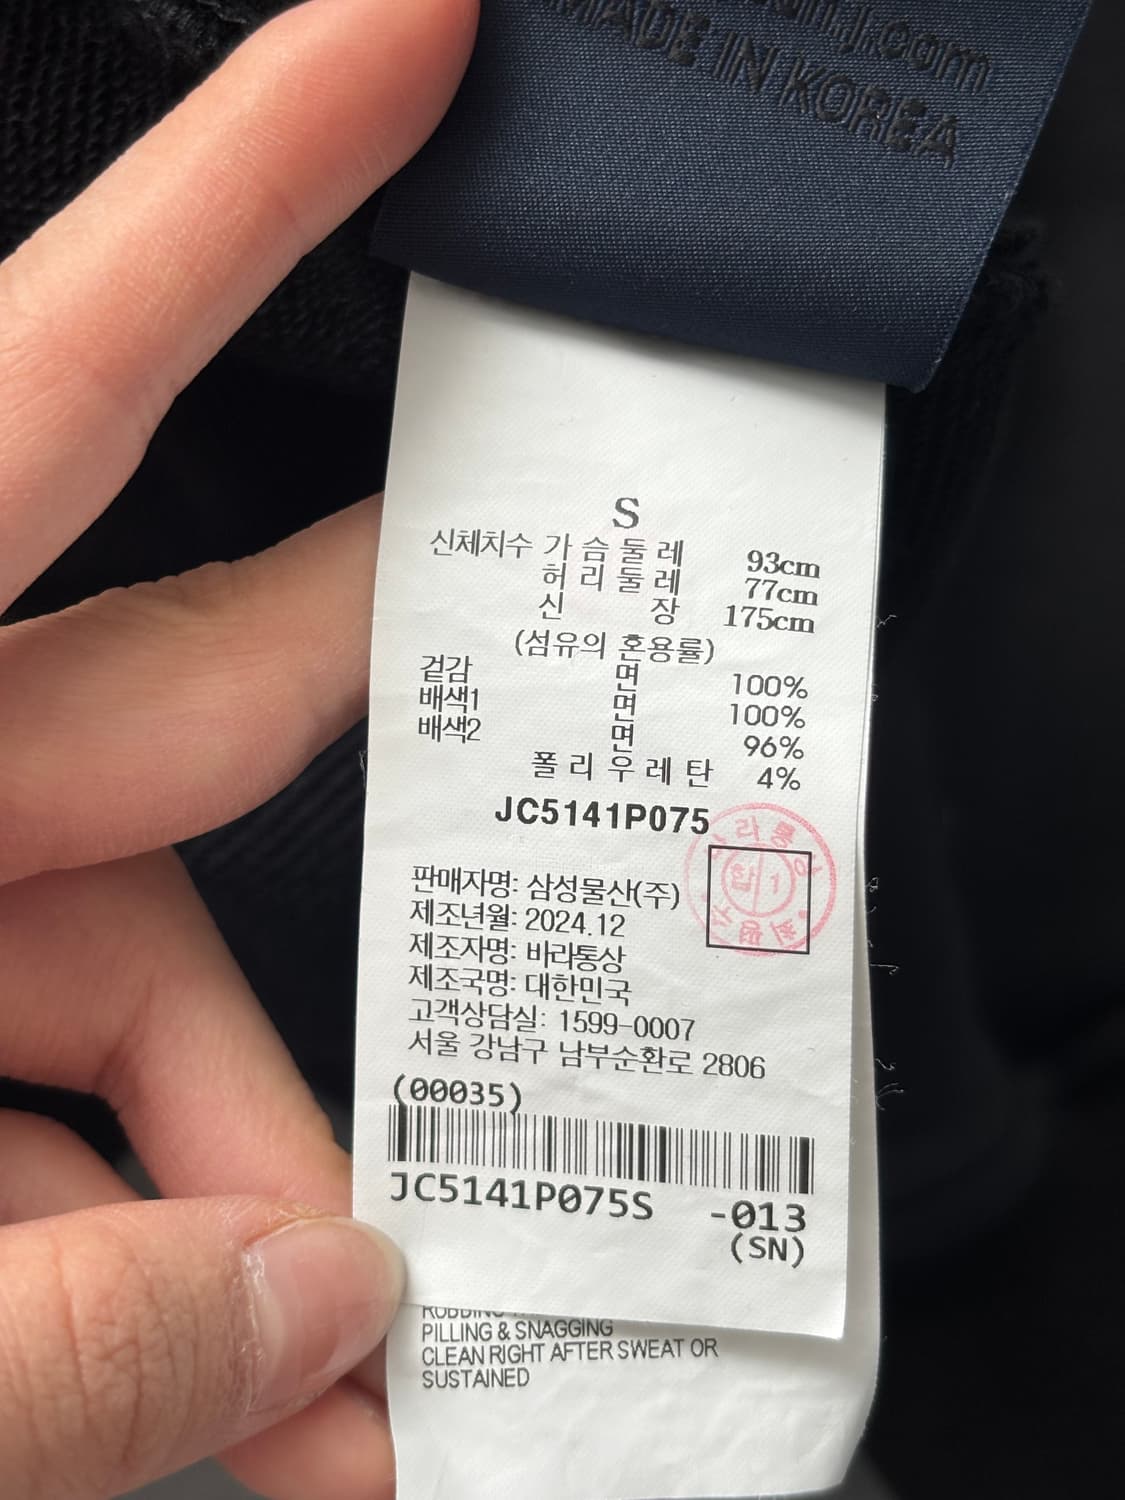 MADE IN KOREA
S
신체치수 가슴둘레 93cm
허리둘레 77cm
신장 175cm
(섬유의 혼용률)
겉감 면 100%
배색1 면 100%
배색2 면 96%
폴리우레탄 4%
JC5141P075
합 1
판매자명: 삼성물산(주)
제조년월: 2024.12
제조자명: 바라통상
제조국명: 대한민국
고객상담실: 1599-0007
서울 강남구 남부순환로 2806
(00035)
JC5141P075S -013
(SN)
PILLING & SNAGGING
CLEAN RIGHT AFTER SWEAT OR
SUSTAINED